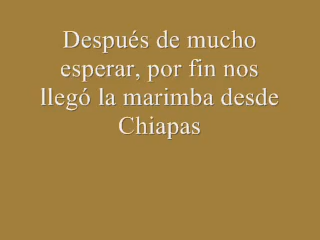 Después de mucho
esperar, por fin nos
llegó la marimba desde
Chiapas